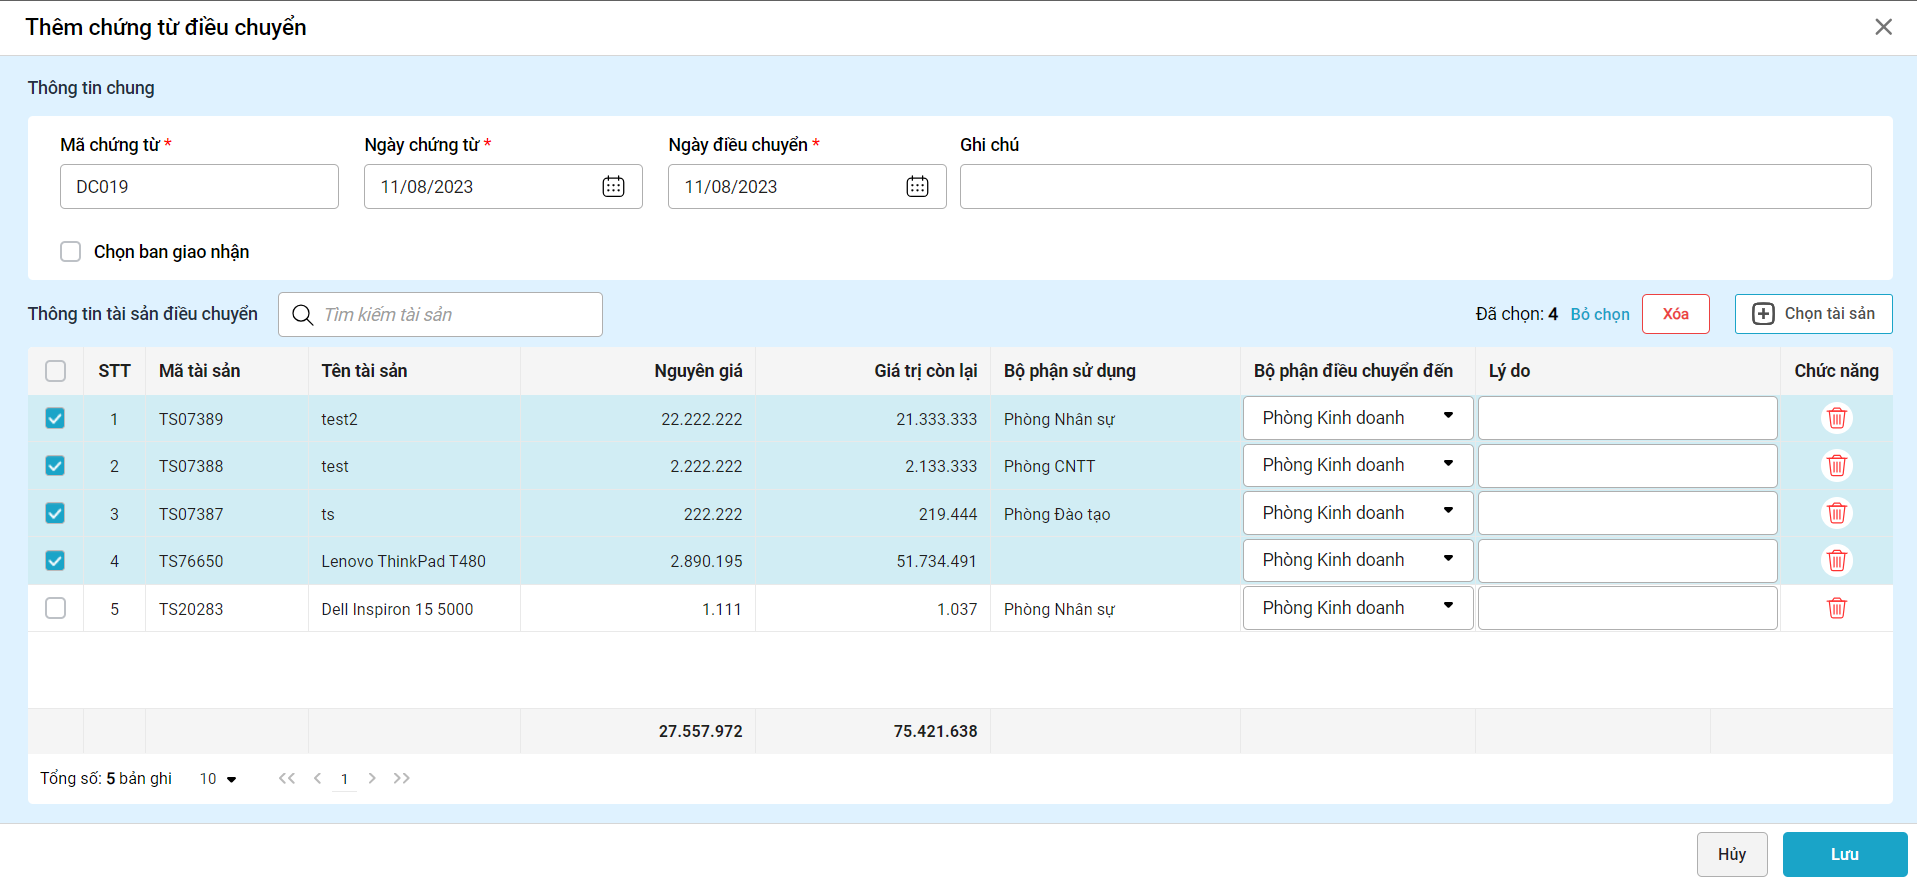 Thêm chứng từ điều chuyển
Thông tin chung
Mã chứng từ * Ngày chứng từ * Ngày điều chuyển * Ghi chú
DC019 11/08/2023 11/08/2023
Chọn ban giao nhận
Thông tin tài sản điều chuyển Tìm kiếm tài sản Đã chọn: 4 Bỏ chọn Xóa Chọn tài sản
STT Mã tài sản Tên tài sản Nguyên giá Giá trị còn lại Bộ phận sử dụng Bộ phận điều chuyển đến Lý do Chức năng
1 TS07389 test2 22.222.222 21.333.333 Phòng Nhân sự Phòng Kinh doanh
2 TS07388 test 2.222.222 2.133.333 Phòng CNTT Phòng Kinh doanh
3 TS07387 ts 222.222 219.444 Phòng Đào tạo Phòng Kinh doanh
4 TS76650 Lenovo ThinkPad T480 2.890.195 51.734.491 Phòng Kinh doanh
5 TS20283 Dell Inspiron 15 5000 1.111 1.037 Phòng Nhân sự Phòng Kinh doanh
27.557.972 75.421.638
Tổng số: 5 bản ghi 10 << < 1 > >>
Hủy Lưu